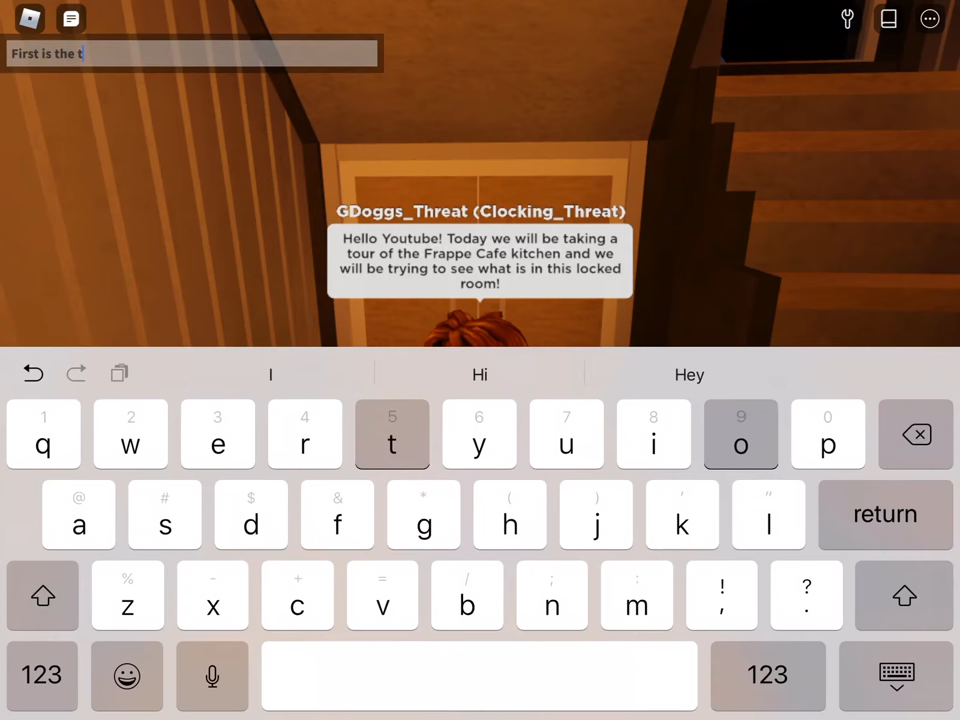 First is the t
GDoggs_Threat (Clocking_Threat)
Hello Youtube! Today we will be taking a
tour of the Frappe Cafe kitchen and we
will be trying to see what is in this locked
room!
I Hi Hey
1 2 3 4 5 6 7 8 9 0
q w e r t y u i o p
@ # $ & * ( ) ' "
a s d f g h j k l return
% - + = / ; : ! ?
z x c v b n m , .
123 123